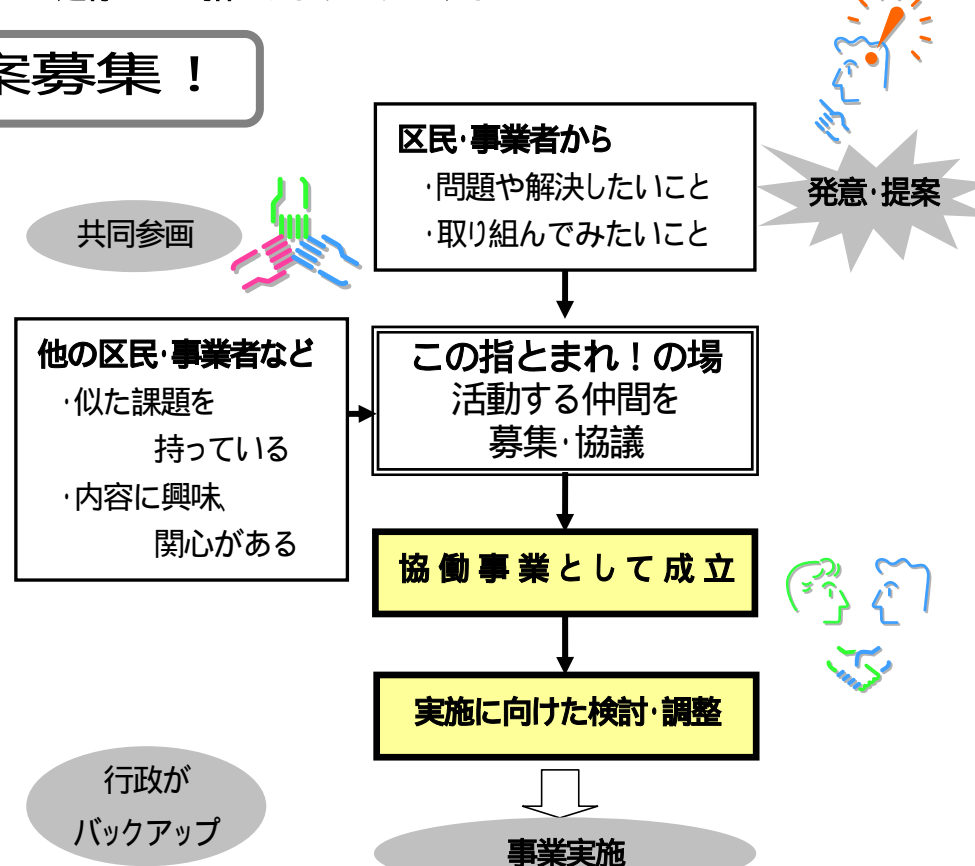 案募集！
区民・事業者から
・問題や解決したいこと
・取り組んでみたいこと
発意・提案
共同参画
他の区民・事業者など
・似た課題を
持っている
・内容に興味、
関心がある
この指とまれ！の場
活動する仲間を
募集・協議
協働事業として成立
実施に向けた検討・調整
行政が
バックアップ
事業実施